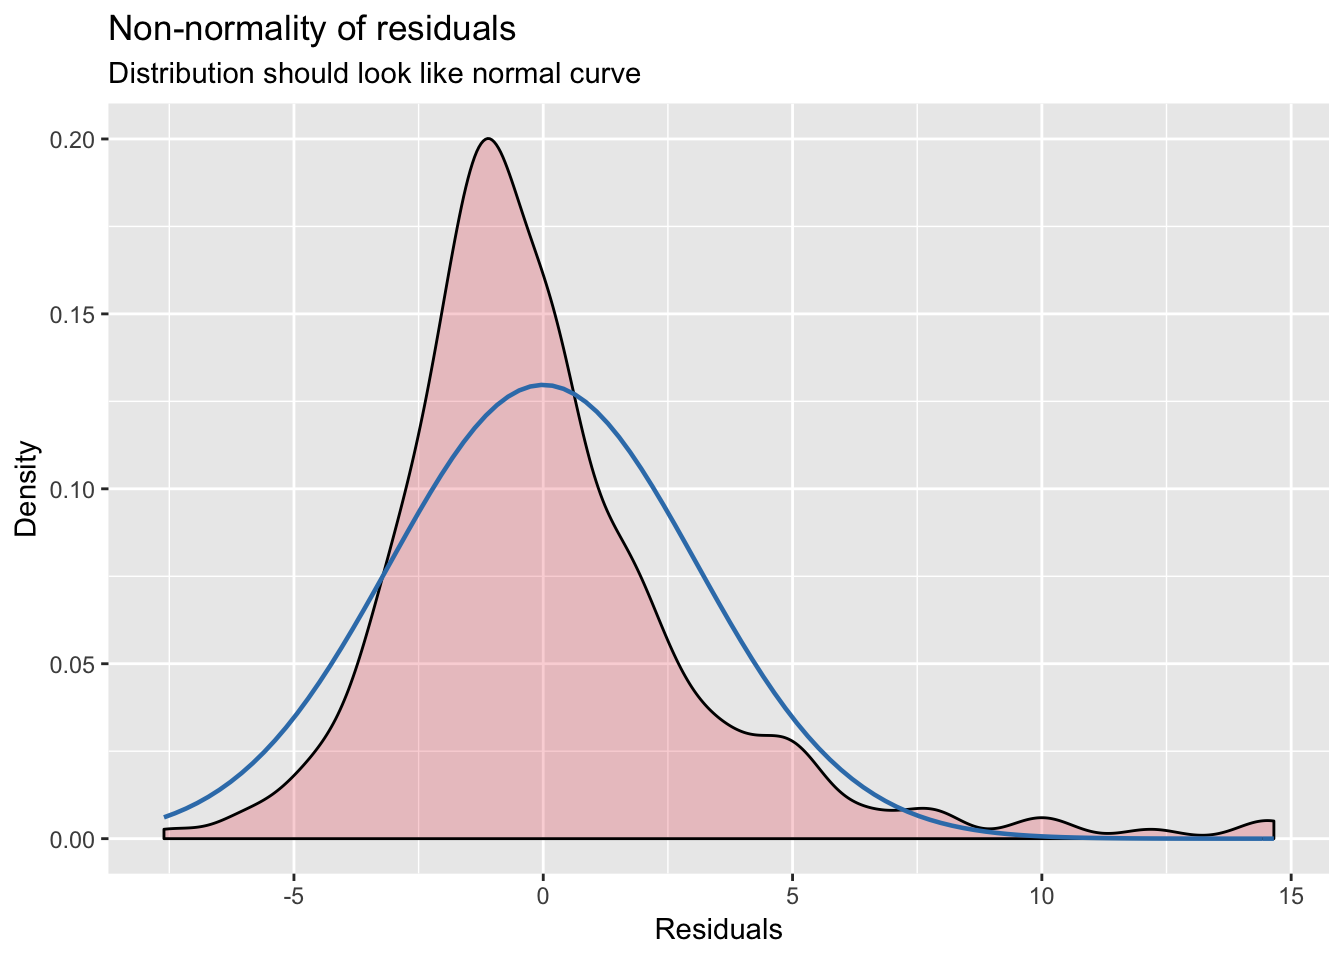 Non-normality of residuals
Distribution should look like normal curve
0.20
0.15
0.10
0.05
0.00
Density
-5 0 5 10 15
Residuals